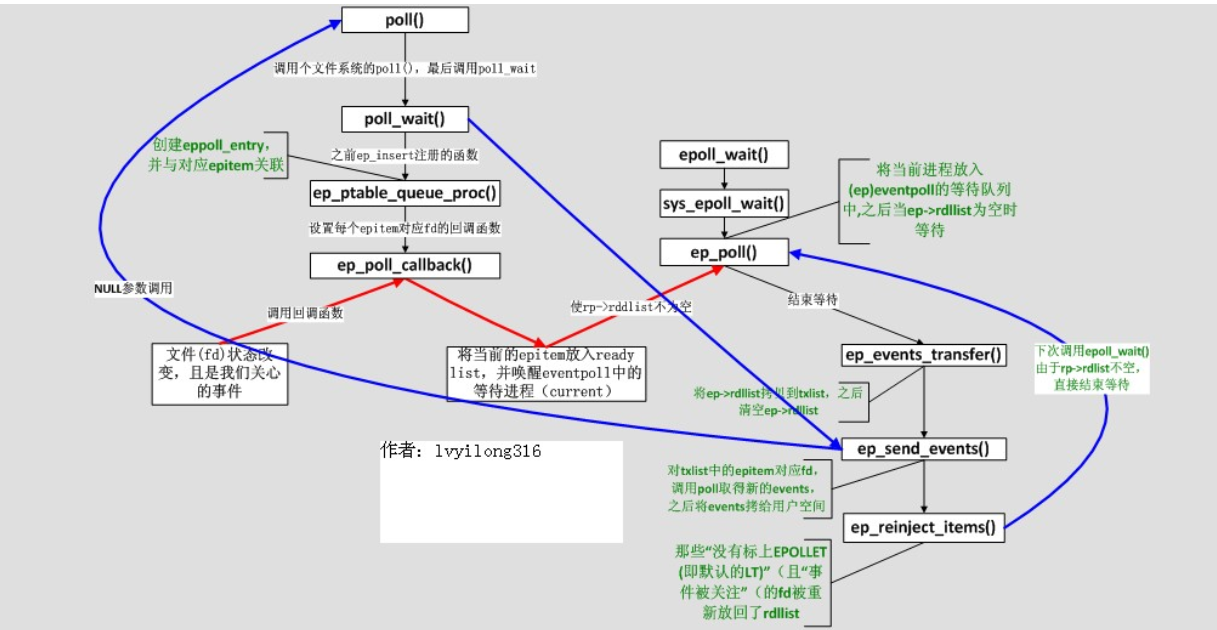 poll()
调用个文件系统的poll()，最后调用poll_wait
poll_wait()
创建eppoll_entry，
并与对应epitem关联
之前ep_insert注册的函数
ep_ptable_queue_proc()
设置每个epitem对应fd的回调函数
ep_poll_callback()
NULL参数调用
调用回调函数
文件(fd)状态改
变，且是我们关心
的事件
将当前的epitem放入ready
list，并唤醒eventpoll中的
等待进程（current）
使rp->rddlist不为空
epoll_wait()
sys_epoll_wait()
ep_poll()
将当前进程放入
(ep)eventpoll的等待队列
中,之后当ep->rdllist为空时
等待
结束等待
ep_events_transfer()
将ep->rdllist拷贝到txlist，之后
清空ep->rdllist
下次调用epoll_wait()
由于rp->rdlist不空，
直接结束等待
ep_send_events()
对txlist中的epitem对应fd，
调用poll取得新的events，
之后将events拷给用户空间
ep_reinject_items()
那些“没有标上EPOLLET
(即默认的LT)”（且“事
件被关注”（的fd被重
新放回了rdllist
作者：lvyilong316